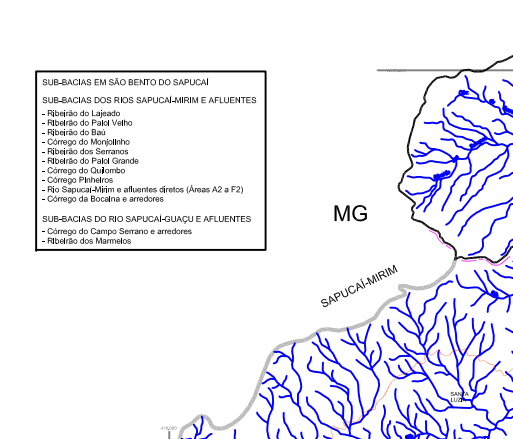 SUB-BACIAS EM SÃO BENTO DO SAPUCAÍ
SUB-BACIAS DOS RIOS SAPUCAÍ-MIRIM E AFLUENTES
- Ribeirão do Lajeado
- Ribeirão do Paiol Velho
- Ribeirão do Baú
- Córrego do Monjolinho
- Ribeirão dos Serranos
- Ribeirão do Paiol Grande
- Córrego do Quilombo
- Córrego Pinheiros
- Rio Sapucaí-Mirim e afluentes diretos (Áreas A2 a F2)
- Córrego da Bocaina e arredores
SUB-BACIAS DO RIO SAPUCAÍ-GUAÇU E AFLUENTES
- Córrego do Campo Serrano e arredores
- Ribeirão dos Marmelos
MG
SAPUCAÍ-MIRIM
SANTA
LUZIA